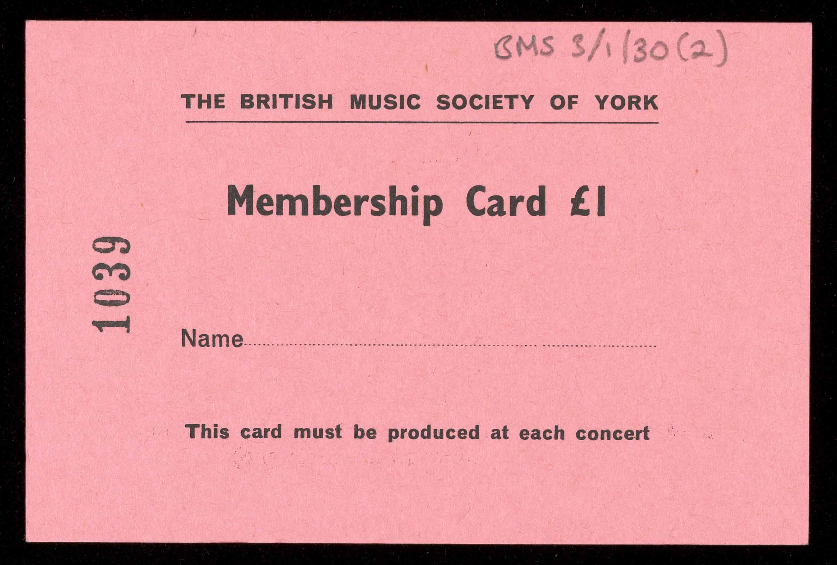 BMS 3/1/30(2)
THE BRITISH MUSIC SOCIETY OF YORK
Membership Card £1
1039
Name
This card must be produced at each concert